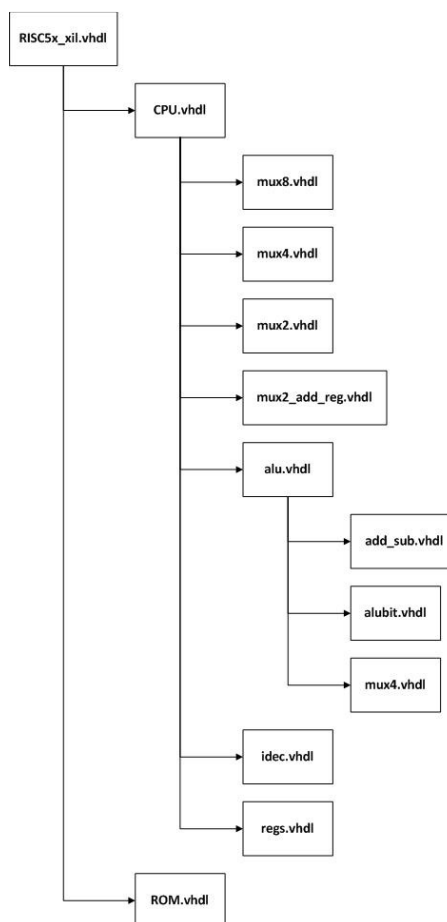 RISC5x_xil.vhdl
CPU.vhdl
mux8.vhdl
mux4.vhdl
mux2.vhdl
mux2_add_reg.vhdl
alu.vhdl
add_sub.vhdl
alubit.vhdl
mux4.vhdl
idec.vhdl
regs.vhdl
ROM.vhdl